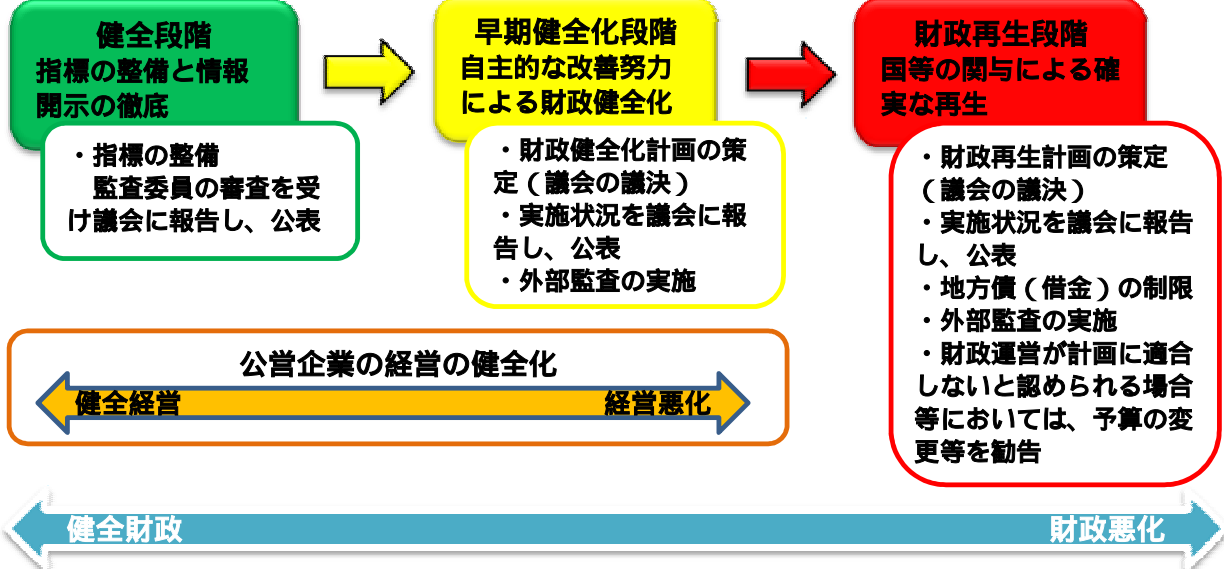 健全段階
指標の整備と情報
開示の徹底
・指標の整備
監査委員の審査を受
け議会に報告し、公表
早期健全化段階
自主的な改善努力
による財政健全化
・財政健全化計画の策
定（議会の議決）
・実施状況を議会に報
告し、公表
・外部監査の実施
財政再生段階
国等の関与による確
実な再生
・財政再生計画の策定
（議会の議決）
・実施状況を議会に報告
し、公表
・地方債（借金）の制限
・外部監査の実施
・財政運営が計画に適合
しないと認められる場合
等においては、予算の変
更等を勧告
公営企業の経営の健全化
健全経営
経営悪化
健全財政
財政悪化